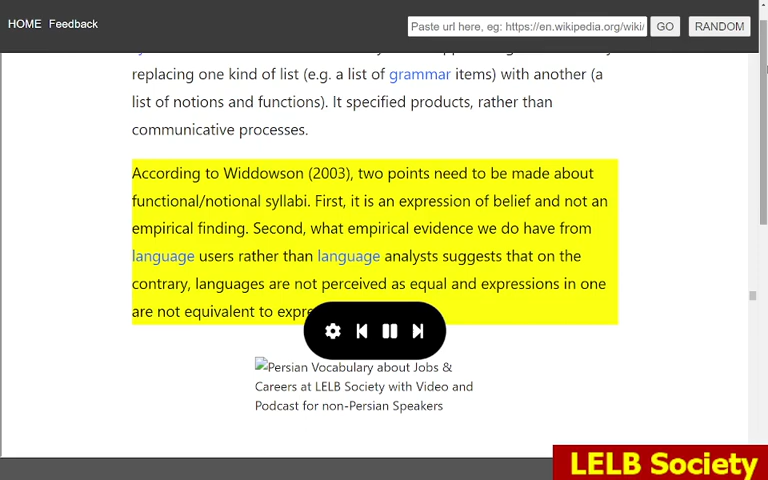 HOME Feedback
Paste url here, eg: https://en.wikipedia.org/wiki/ GO RANDOM
replacing one kind of list (e.g. a list of grammar items) with another (a
list of notions and functions). It specified products, rather than
communicative processes.
According to Widdowson (2003), two points need to be made about
functional/notional syllabi. First, it is an expression of belief and not an
empirical finding. Second, what empirical evidence we do have from
language users rather than language analysts suggests that on the
contrary, languages are not perceived as equal and expressions in one
are not equivalent to
Persian Vocabulary about Jobs &
Careers at LELB Society with Video and
Podcast for non-Persian Speakers
LELB Society